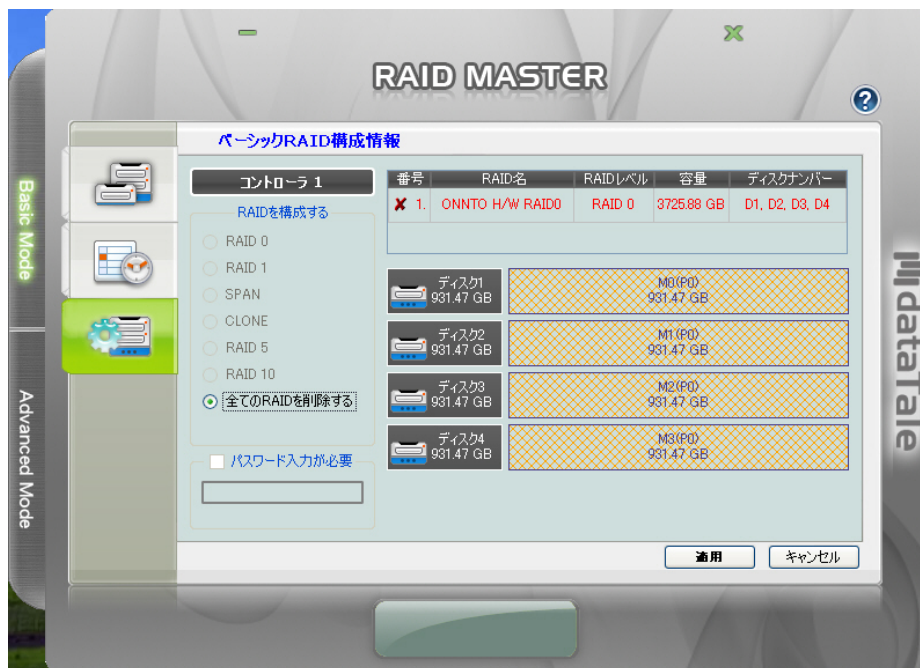 RAID MASTER
?
Basic Mode
Advanced Mode
ベーシックRAID構成情報
コントローラ 1
RAIDを構成する
RAID 0
RAID 1
SPAN
CLONE
RAID 5
RAID 10
全てのRAIDを削除する
パスワード入力が必要
番号 RAID名 RAIDレベル 容量 ディスクナンバー
1. ONNTO H/W RAID0 RAID 0 3725.88 GB D1, D2, D3, D4
ディスク1
931.47 GB
M0(P0)
931.47 GB
ディスク2
931.47 GB
M1(P0)
931.47 GB
ディスク3
931.47 GB
M2(P0)
931.47 GB
ディスク4
931.47 GB
M3(P0)
931.47 GB
適用 キャンセル
dataTale